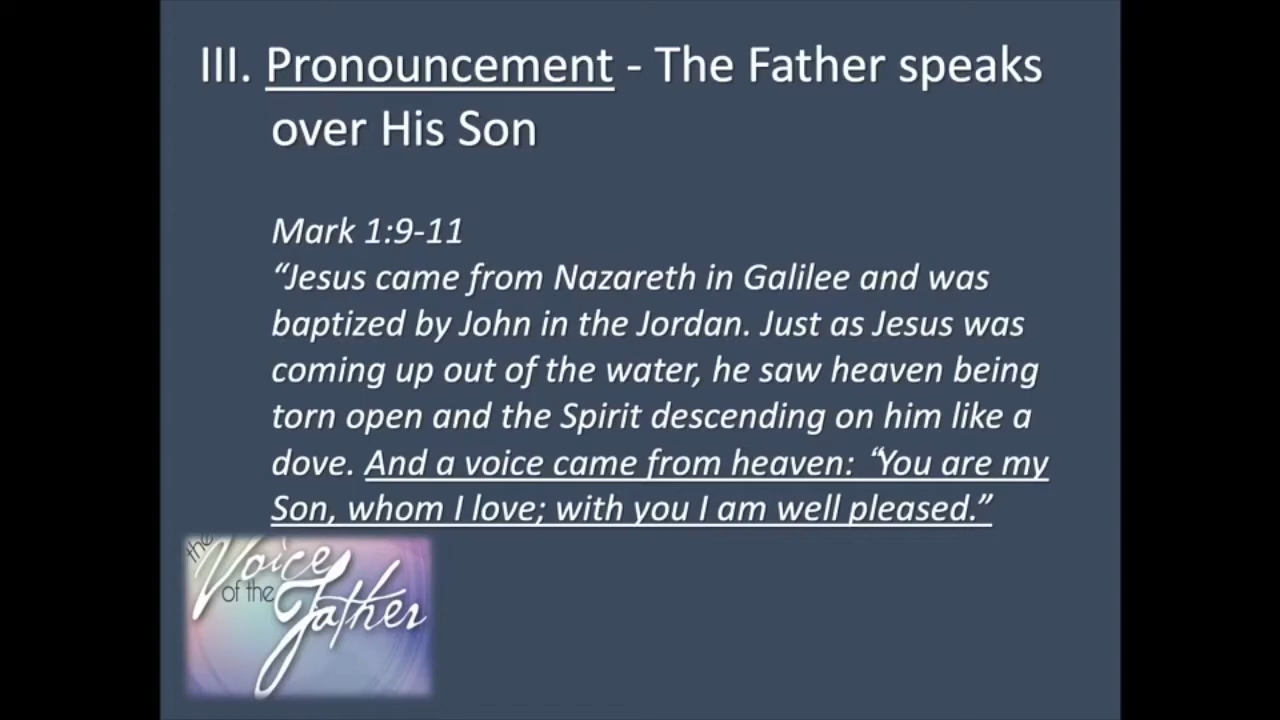 III. Pronouncement - The Father speaks
over His Son
Mark 1:9-11
“Jesus came from Nazareth in Galilee and was
baptized by John in the Jordan. Just as Jesus was
coming up out of the water, he saw heaven being
torn open and the Spirit descending on him like a
dove. And a voice came from heaven: “You are my
Son, whom I love; with you I am well pleased.”
the Voice
of the Father